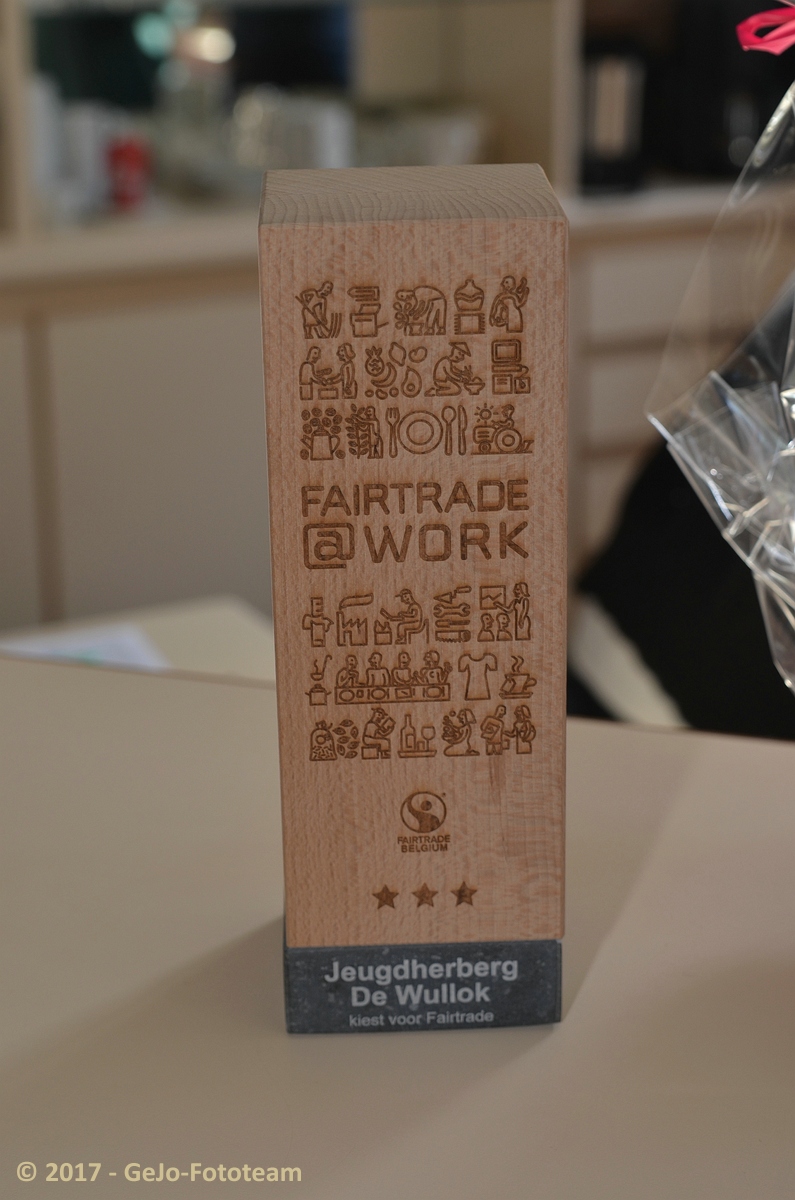 FAIRTRADE
@WORK
FAIRTRADE
BELGIUM
Jeugdherberg
De Wullok
kiest voor Fairtrade
© 2017 - GeJo-Fototeam